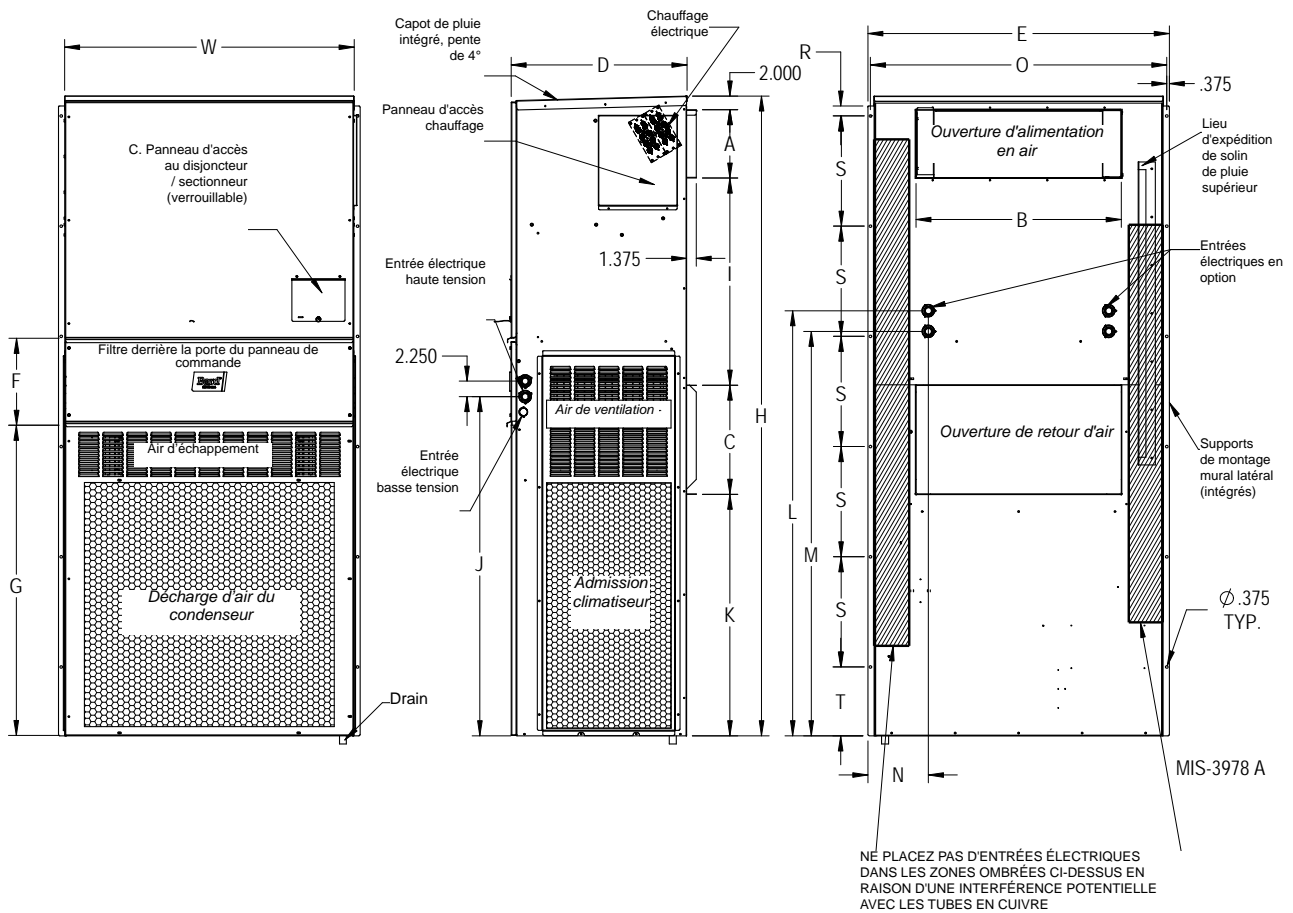 W
C. Panneau d'accès
au disjoncteur
/ sectionneur
(verrouillable)
F
Filtre derrière la porte du panneau de
commande
Bard
Air d'échappement
G
Décharge d'air du
condenseur
Drain
Capot de pluie
intégré, pente
de 4°
Chauffage
électrique
D
2.000
Panneau d'accès
chauffage
A
1.375
I
Entrée électrique
haute tension
2.250
Air de ventilation -
H
C
Entrée
électrique
basse tension
J
Admission
climatiseur
K
E
R
O
.375
Ouverture d'alimentation
en air
Lieu
d'expédition
de solin
de pluie
supérieur
S
B
S
Entrées
électriques en
option
S
Ouverture de retour d'air
Supports
de montage
mural latéral
(intégrés)
S
L
M
S
Ø .375
TYP.
T
N
MIS-3978 A
NE PLACEZ PAS D'ENTRÉES ÉLECTRIQUES
DANS LES ZONES OMBRÉES CI-DESSUS EN
RAISON D'UNE INTERFÉRENCE POTENTIELLE
AVEC LES TUBES EN CUIVRE